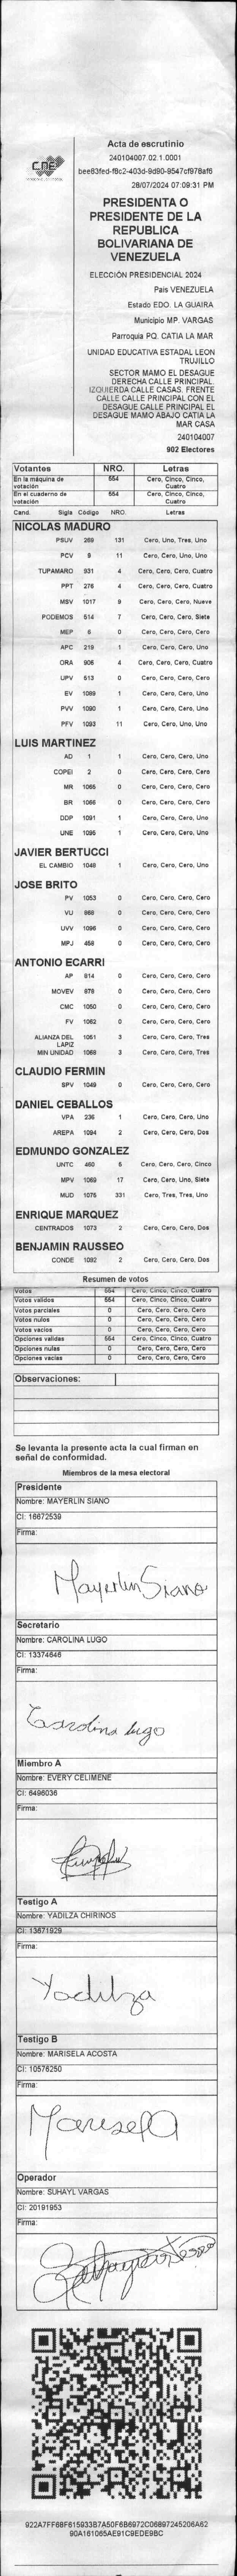 Acta de escrutinio
240104007.02.1.0001
bee83fed-f8c2-403d-9d90-9547cf978af6
28/07/2024 07:09:31 PM
CNE
PRESIDENTA O
PRESIDENTE DE LA
REPUBLICA
BOLIVARIANA DE
VENEZUELA
ELECCIÓN PRESIDENCIAL 2024
País VENEZUELA
Estado EDO. LA GUAIRA
Municipio MP. VARGAS
Parroquia PQ. CATIA LA MAR
UNIDAD EDUCATIVA ESTADAL LEON
TRUJILLO
SECTOR MAMO EL DESAGUE
DERECHA CALLE PRINCIPAL.
IZQUIERDA CALLE CASAS. FRENTE
CALLE CALLE PRINCIPAL CON EL
DESAGUE CALLE PRINCIPAL EL
DESAGUE MAMO ABAJO CATIA LA
MAR CASA
240104007
902 Electores
Votantes NRO. Letras
En la máquina de votación 554 Cero, Cinco, Cinco, Cuatro
En el cuaderno de votación 554 Cero, Cinco, Cinco, Cuatro
Cand. Sigla Código NRO. Letras
NICOLAS MADURO
PSUV 269 131 Cero, Uno, Tres, Uno
PCV 9 11 Cero, Cero, Uno, Uno
TUPAMARO 931 4 Cero, Cero, Cero, Cuatro
PPT 276 4 Cero, Cero, Cero, Cuatro
MSV 1017 9 Cero, Cero, Cero, Nueve
PODEMOS 514 7 Cero, Cero, Cero, Siete
MEP 6 0 Cero, Cero, Cero, Cero
APC 219 1 Cero, Cero, Cero, Uno
ORA 906 4 Cero, Cero, Cero, Cuatro
UPV 513 0 Cero, Cero, Cero, Cero
EV 1089 1 Cero, Cero, Cero, Uno
PVV 1090 1 Cero, Cero, Cero, Uno
PFV 1093 11 Cero, Cero, Uno, Uno
LUIS MARTINEZ
AD 1 1 Cero, Cero, Cero, Uno
COPEI 2 0 Cero, Cero, Cero, Cero
MR 1065 0 Cero, Cero, Cero, Cero
BR 1066 0 Cero, Cero, Cero, Cero
DDP 1091 1 Cero, Cero, Cero, Uno
UNE 1095 1 Cero, Cero, Cero, Uno
JAVIER BERTUCCI
EL CAMBIO 1048 1 Cero, Cero, Cero, Uno
JOSE BRITO
PV 1053 0 Cero, Cero, Cero, Cero
VU 868 0 Cero, Cero, Cero, Cero
UVV 1096 0 Cero, Cero, Cero, Cero
MPJ 458 0 Cero, Cero, Cero, Cero
ANTONIO ECARRI
AP 814 0 Cero, Cero, Cero, Cero
MOVEV 979 0 Cero, Cero, Cero, Cero
CMC 1050 0 Cero, Cero, Cero, Cero
FV 1062 0 Cero, Cero, Cero, Cero
ALIANZA DEL LAPIZ 1051 3 Cero, Cero, Cero, Tres
MIN UNIDAD 1068 3 Cero, Cero, Cero, Tres
CLAUDIO FERMIN
SPV 1049 0 Cero, Cero, Cero, Cero
DANIEL CEBALLOS
VPA 236 1 Cero, Cero, Cero, Uno
AREPA 1094 2 Cero, Cero, Cero, Dos
EDMUNDO GONZALEZ
UNTC 460 5 Cero, Cero, Cero, Cinco
MPV 1069 17 Cero, Cero, Uno, Siete
MUD 1075 331 Cero, Tres, Tres, Uno
ENRIQUE MARQUEZ
CENTRADOS 1073 2 Cero, Cero, Cero, Dos
BENJAMIN RAUSSEO
CONDE 1092 2 Cero, Cero, Cero, Dos
Resumen de votos
Votos 554 Cero, Cinco, Cinco, Cuatro
Votos validos 554 Cero, Cinco, Cinco, Cuatro
Votos parciales 0 Cero, Cero, Cero, Cero
Votos nulos 0 Cero, Cero, Cero, Cero
Votos vacios 0 Cero, Cero, Cero, Cero
Opciones validas 554 Cero, Cinco, Cinco, Cuatro
Opciones nulas 0 Cero, Cero, Cero, Cero
Opciones vacias 0 Cero, Cero, Cero, Cero
Observaciones:
Se levanta la presente acta la cual firman en
señal de conformidad.
Miembros de la mesa electoral
Presidente
Nombre: MAYERLIN SIANO
CI: 16672539
Firma:
Mayerlin Siano
Secretario
Nombre: CAROLINA LUGO
CI: 13374646
Firma:
Carolina lugo
Miembro A
Nombre: EVERY CELIMENE
CI: 6496036
Firma:
Testigo A
Nombre: YADILZA CHIRINOS
CI: 13671929
Firma:
Yadilza
Testigo B
Nombre: MARISELA ACOSTA
CI: 10576250
Firma:
Marisela
Operador
Nombre: SUHAYL VARGAS
CI: 20191953
Firma:
922A7FF68F615933B7A50F6B6972C06897245206A62
90A161065AE91C9EDE9BC